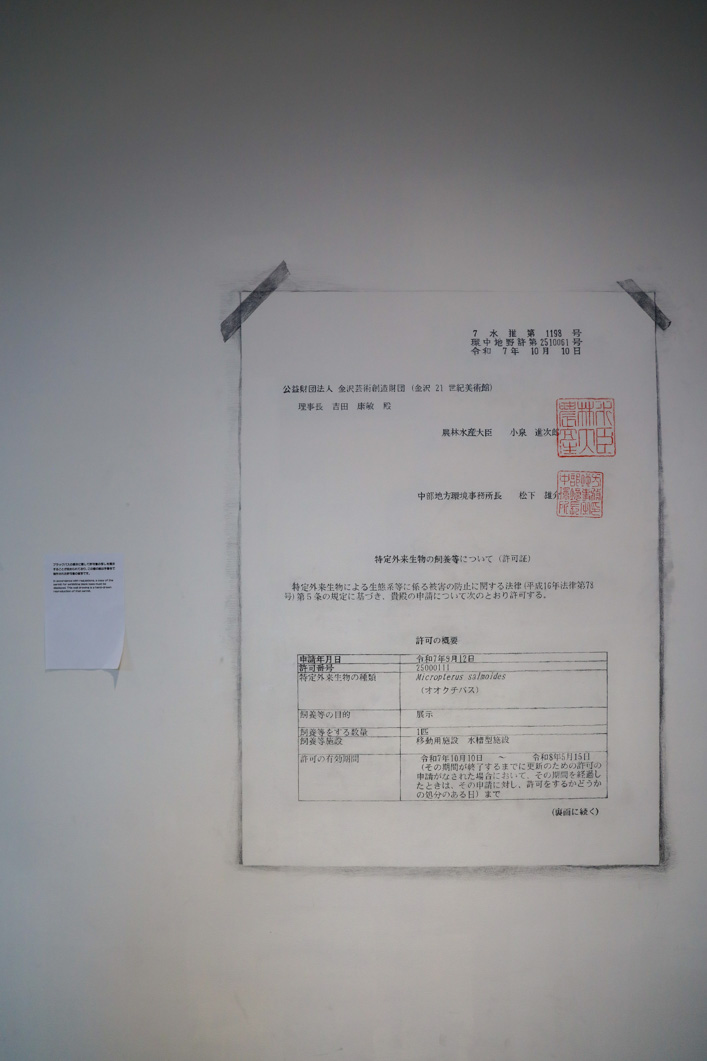 7 水推第 1198 号
環中地野許第2510061号
令和 7年 10月 10日
公益財団法人 金沢芸術創造財団 (金沢 21 世紀美術館)
理事長 吉田 康敏 殿
農林水産大臣 小泉 進次郎
中部地方環境事務所長 松下 雄介
特定外来生物の飼養等について (許可証)
特定外来生物による生態系等に係る被害の防止に関する法律(平成16年法律第78
号)第5条の規定に基づき、貴殿の申請について次のとおり許可する。
許可の概要
申請年月日 令和7年9月12日
許可番号 25000111
特定外来生物の種類 Micropterus salmoides
(オオクチバス)
飼養等の目的 展示
飼養等をする数量 1匹
飼養等施設 移動用施設 水槽型施設
許可の有効期間 令和7年10月10日 ~ 令和8年5月15日
(その期間が終了するまでに更新のための許可の
申請がなされた場合において、その期間を経過し
たときは、その申請に対し、許可をするかどうか
の処分のある日)まで
(裏面に続く)